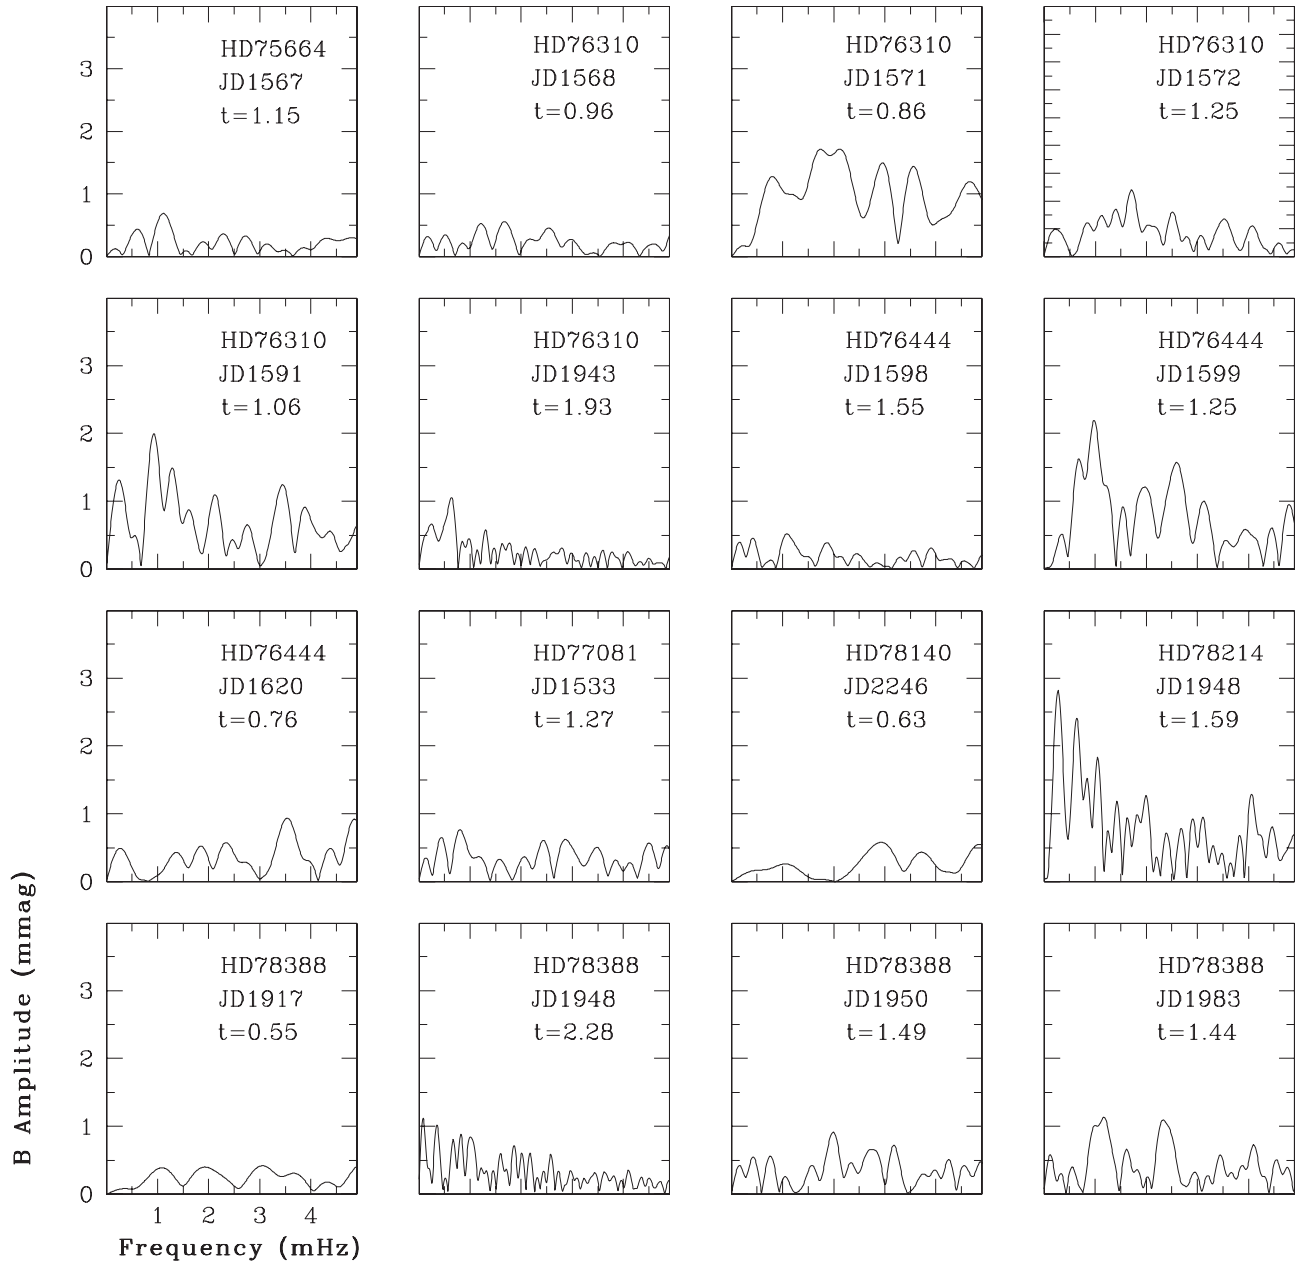 HD75664
JD1567
t=1.15
HD76310
JD1568
t=0.96
HD76310
JD1571
t=0.86
HD76310
JD1572
t=1.25
3
2
1
0
HD76310
JD1591
t=1.06
HD76310
JD1943
t=1.93
HD76444
JD1598
t=1.55
HD76444
JD1599
t=1.25
3
2
1
0
HD76444
JD1620
t=0.76
HD77081
JD1533
t=1.27
HD78140
JD2246
t=0.63
HD78214
JD1948
t=1.59
3
2
1
0
HD78388
JD1917
t=0.55
HD78388
JD1948
t=2.28
HD78388
JD1950
t=1.49
HD78388
JD1983
t=1.44
3
2
1
0
1 2 3 4
Frequency (mHz)
B Amplitude (mmag)